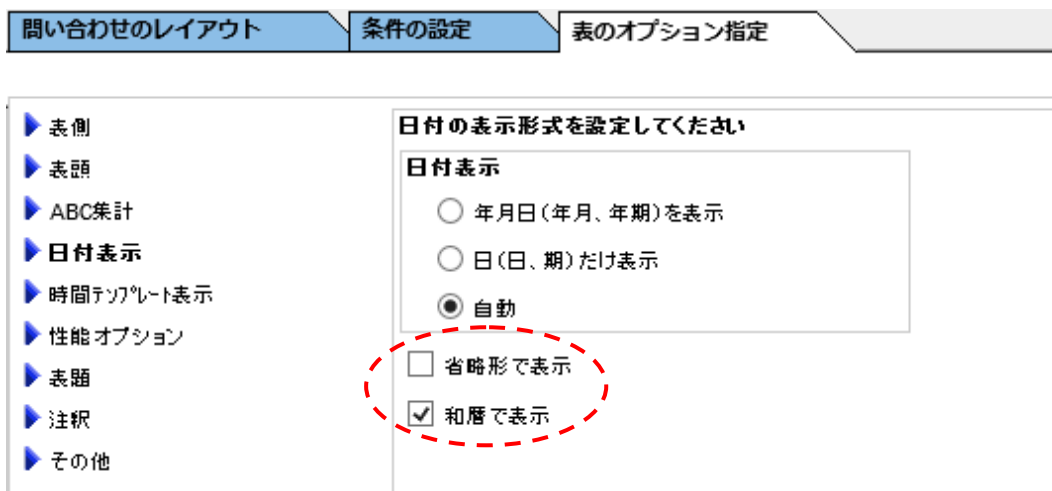 問い合わせのレイアウト
条件の設定
表のオプション指定
表側
表頭
ABC集計
日付表示
時間ﾃﾝﾌﾟﾚｰﾄ表示
性能オプション
表題
注釈
その他
日付の表示形式を設定してください
日付表示
年月日(年月、年期)を表示
日(日、期)だけ表示
自動
省略形で表示
和暦で表示